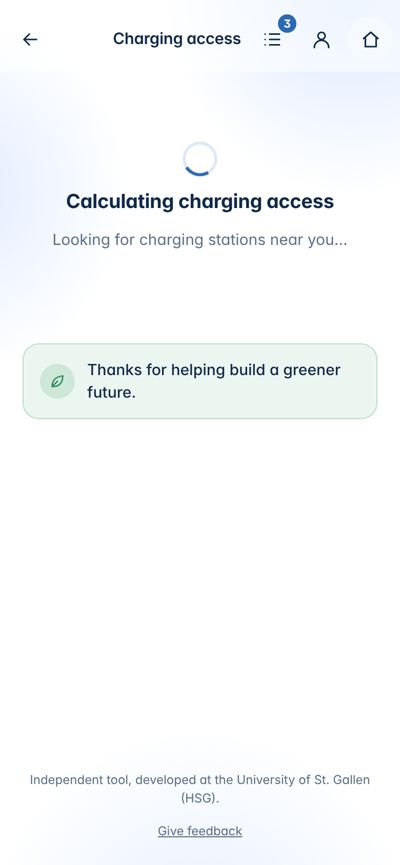 Charging access
3
Calculating charging access
Looking for charging stations near you...
Thanks for helping build a greener
future.
Independent tool, developed at the University of St. Gallen
(HSG).
Give feedback